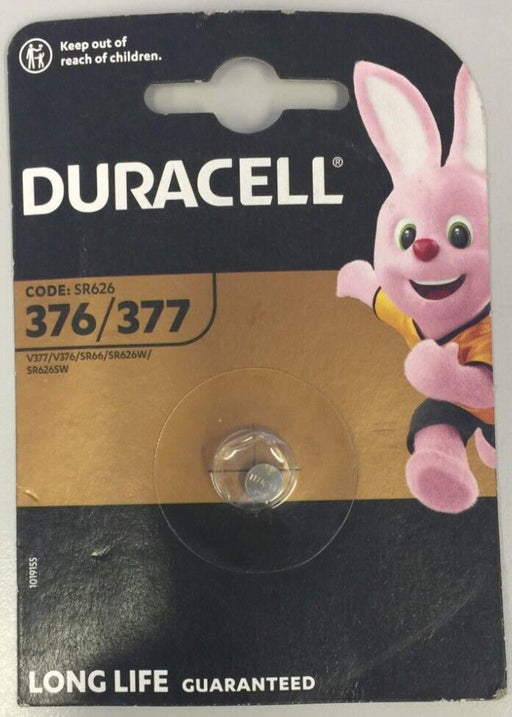 Keep out of
reach of children.
DURACELL®
CODE: SR626
376/377
V377/V376/SR66/SR626W/
SR626SW
1019155
LONG LIFE GUARANTEED